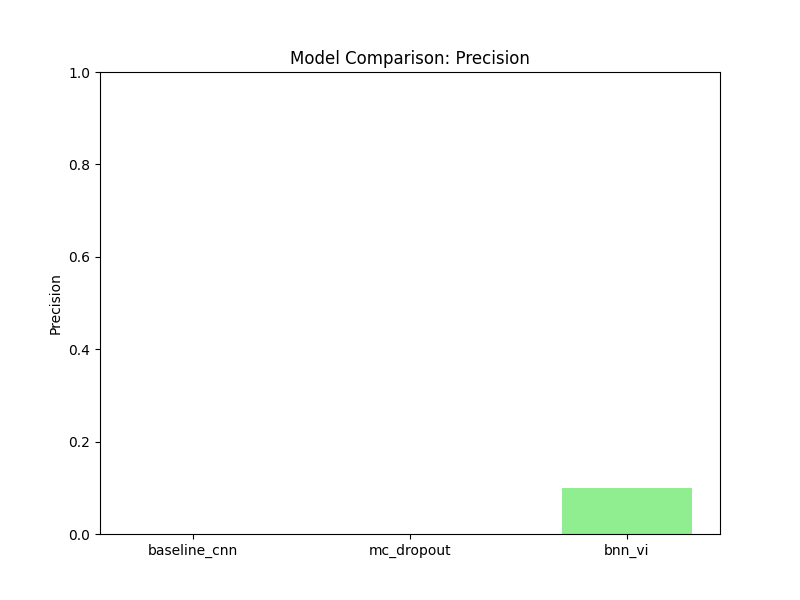 Model Comparison: Precision
1.0
0.8
0.6
0.4
0.2
0.0
Precision
baseline_cnn
mc_dropout
bnn_vi